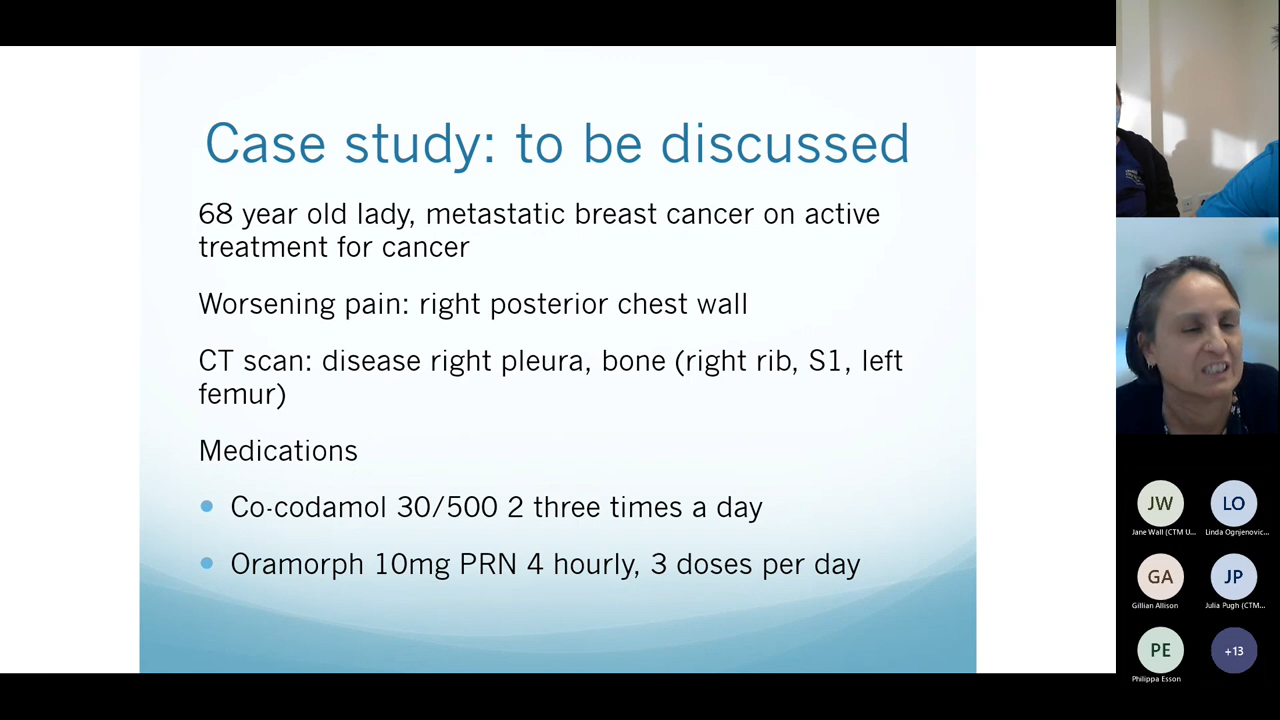 Case study: to be discussed
68 year old lady, metastatic breast cancer on active
treatment for cancer
Worsening pain: right posterior chest wall
CT scan: disease right pleura, bone (right rib, S1, left
femur)
Medications
• Co-codamol 30/500 2 three times a day
• Oramorph 10mg PRN 4 hourly, 3 doses per day
JW
LO
Jane Wall (CTM U...
Linda Ognjenovic...
GA
JP
Gillian Allison
Julia Pugh (CTM...
PE
+13
Philippa Esson